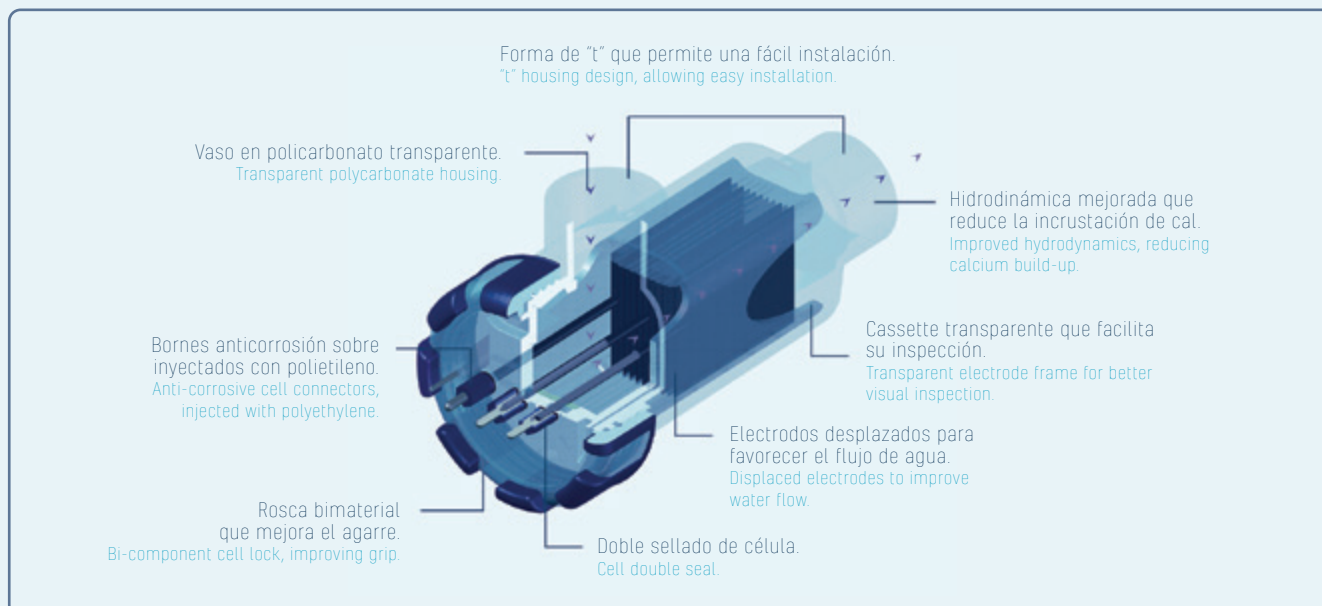 Forma de “t” que permite una fácil instalación.
“t” housing design, allowing easy installation.
Vaso en policarbonato transparente.
Transparent polycarbonate housing.
Hidrodinámica mejorada que
reduce la incrustación de cal.
Improved hydrodynamics, reducing
calcium build-up.
Bornes anticorrosión sobre
inyectados con polietileno.
Anti-corrosive cell connectors,
injected with polyethylene.
Cassette transparente que facilita
su inspección.
Transparent electrode frame for better
visual inspection.
Electrodos desplazados para
favorecer el flujo de agua.
Displaced electrodes to improve
water flow.
Rosca bimaterial
que mejora el agarre.
Bi-component cell lock, improving grip.
Doble sellado de célula.
Cell double seal.